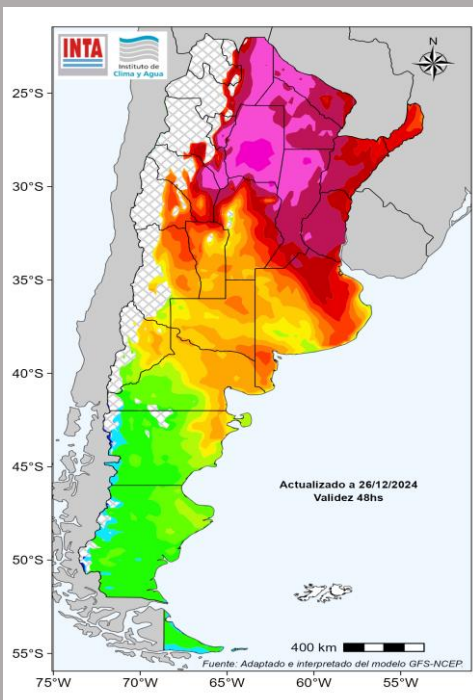 INTA
Instituto de
Clima y Agua
N
25°S
30°S
35°S
40°S
45°S
50°S
55°S
Actualizado a 26/12/2024
Validez 48hs
400 km
Fuente: Adaptado e interpretado del modelo GFS-NCEP.
75°W
70°W
65°W
60°W
55°W